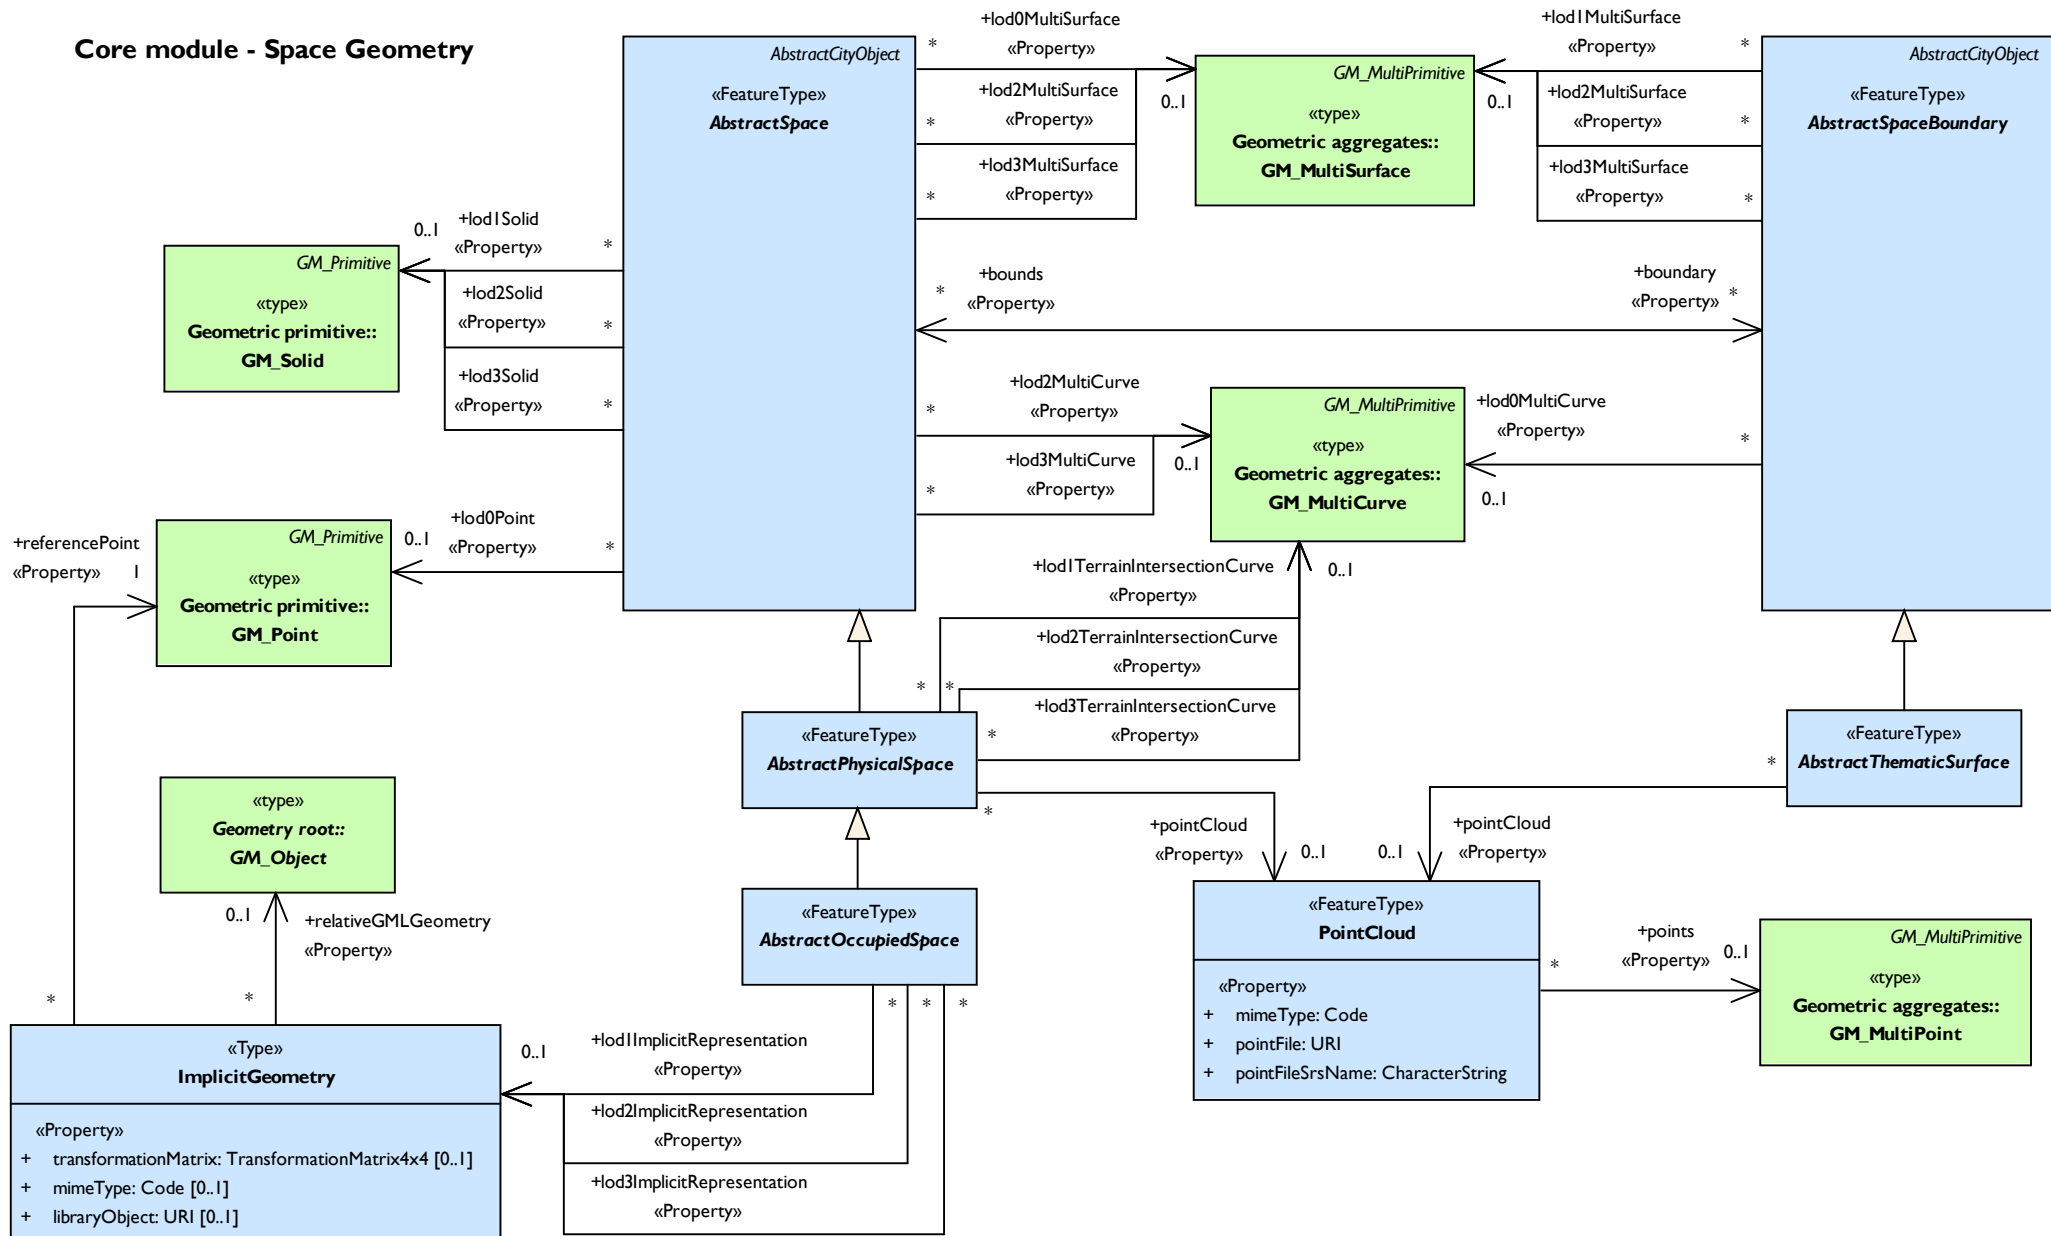 Core module - Space Geometry
AbstractCityObject
«FeatureType»
AbstractSpace
+lod0MultiSurface
«Property»
*
0..1
+lod2MultiSurface
«Property»
*
+lod3MultiSurface
«Property»
*
GM_MultiPrimitive
«type»
Geometric aggregates::
GM_MultiSurface
+lod1MultiSurface
«Property»
*
0..1
+lod2MultiSurface
«Property»
*
+lod3MultiSurface
«Property»
*
AbstractCityObject
«FeatureType»
AbstractSpaceBoundary
+lod1Solid
«Property»
0..1
*
+lod2Solid
«Property»
*
+lod3Solid
«Property»
*
GM_Primitive
«type»
Geometric primitive::
GM_Solid
+bounds
«Property»
*
+boundary
«Property»
*
+lod2MultiCurve
«Property»
*
0..1
+lod3MultiCurve
«Property»
*
GM_MultiPrimitive
«type»
Geometric aggregates::
GM_MultiCurve
+lod0MultiCurve
«Property»
*
0..1
+referencePoint
«Property»
1
GM_Primitive
«type»
Geometric primitive::
GM_Point
+lod0Point
«Property»
0..1
*
+lod1TerrainIntersectionCurve
«Property»
0..1
+lod2TerrainIntersectionCurve
«Property»
*
*
+lod3TerrainIntersectionCurve
«Property»
*
«FeatureType»
AbstractPhysicalSpace
*
«FeatureType»
AbstractThematicSurface
*
«type»
Geometry root::
GM_Object
0..1
+relativeGMLGeometry
«Property»
*
*
«FeatureType»
AbstractOccupiedSpace
*
*
*
+pointCloud
«Property»
0..1
0..1
+pointCloud
«Property»
«FeatureType»
PointCloud
«Property»
+ mimeType: Code
+ pointFile: URI
+ pointFileSrsName: CharacterString
+points
«Property»
*
0..1
GM_MultiPrimitive
«type»
Geometric aggregates::
GM_MultiPoint
«Type»
ImplicitGeometry
«Property»
+ transformationMatrix: TransformationMatrix4x4 [0..1]
+ mimeType: Code [0..1]
+ libraryObject: URI [0..1]
0..1
+lod1ImplicitRepresentation
«Property»
+lod2ImplicitRepresentation
«Property»
+lod3ImplicitRepresentation
«Property»